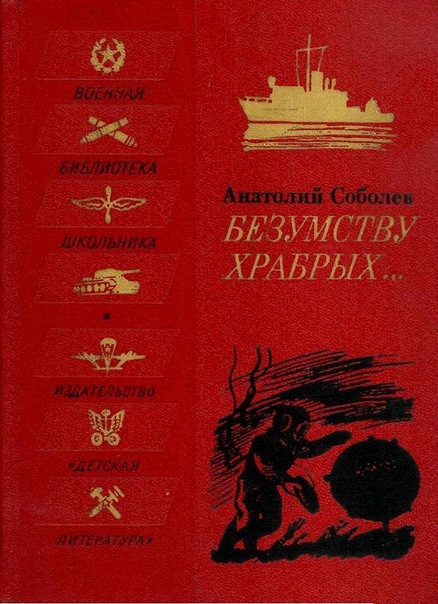 ВОЕННАЯ
БИБЛИОТЕКА
ШКОЛЬНИКА
*
ИЗДАТЕЛЬСТВО
«ДЕТСКАЯ
ЛИТЕРАТУРА»
Анатолий Соболев
БЕЗУМСТВУ
ХРАБРЫХ...